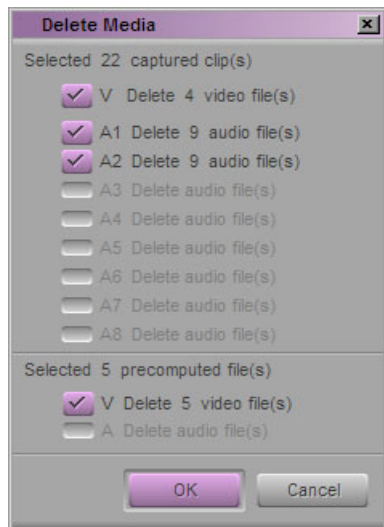 Delete Media
Selected 22 captured clip(s)
V Delete 4 video file(s)
A1 Delete 9 audio file(s)
A2 Delete 9 audio file(s)
A3 Delete audio file(s)
A4 Delete audio file(s)
A5 Delete audio file(s)
A6 Delete audio file(s)
A7 Delete audio file(s)
A8 Delete audio file(s)
Selected 5 precomputed file(s)
V Delete 5 video file(s)
A Delete audio file(s)
OK Cancel